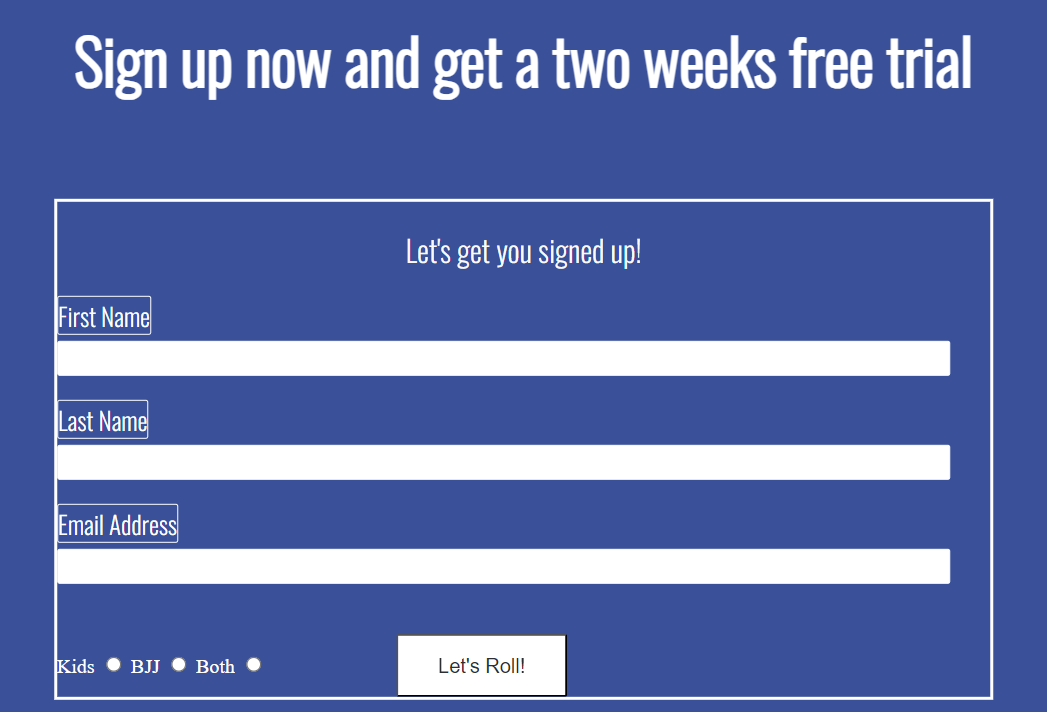 Sign up now and get a two weeks free trial
Let's get you signed up!
First Name
Last Name
Email Address
Kids BJJ Both Let's Roll!